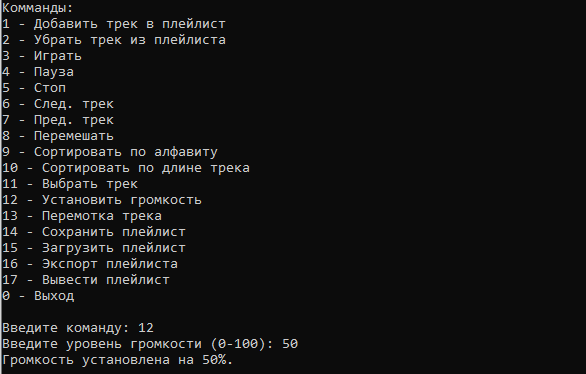 Комманды:
1 - Добавить трек в плейлист
2 - Убрать трек из плейлиста
3 - Играть
4 - Пауза
5 - Стоп
6 - След. трек
7 - Пред. трек
8 - Перемешать
9 - Сортировать по алфавиту
10 - Сортировать по длине трека
11 - Выбрать трек
12 - Установить громкость
13 - Перемотка трека
14 - Сохранить плейлист
15 - Загрузить плейлист
16 - Экспорт плейлиста
17 - Вывести плейлист
0 - Выход
Введите команду: 12
Введите уровень громкости (0-100): 50
Громкость установлена на 50%.